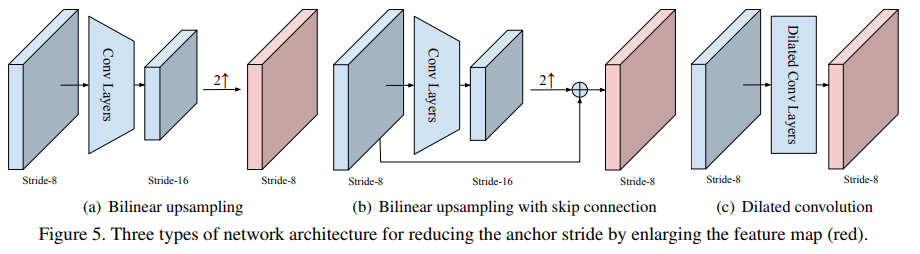 Conv Layers
2↑
Stride-8
Stride-16
Stride-8
(a) Bilinear upsampling
Conv Layers
2↑
Stride-8
Stride-16
Stride-8
(b) Bilinear upsampling with skip connection
Dilated Conv Layers
Stride-8
Stride-8
(c) Dilated convolution
Figure 5. Three types of network architecture for reducing the anchor stride by enlarging the feature map (red).